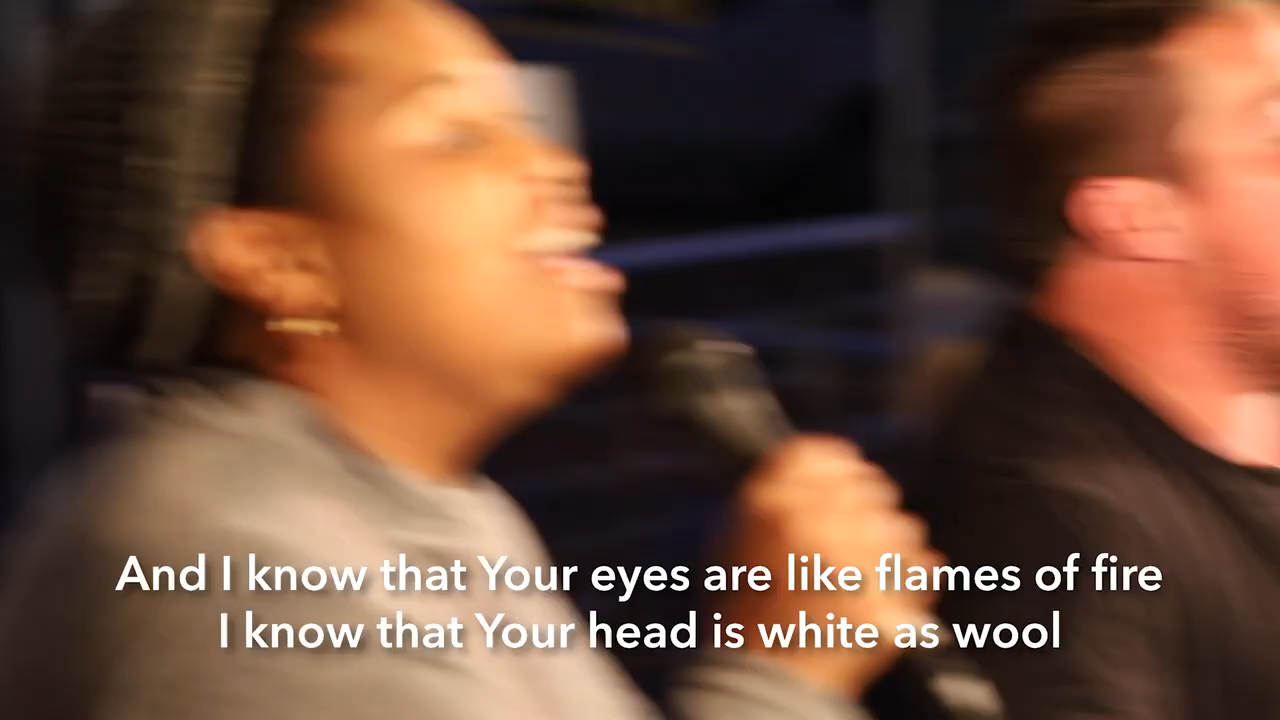 And I know that Your eyes are like flames of fire
I know that Your head is white as wool